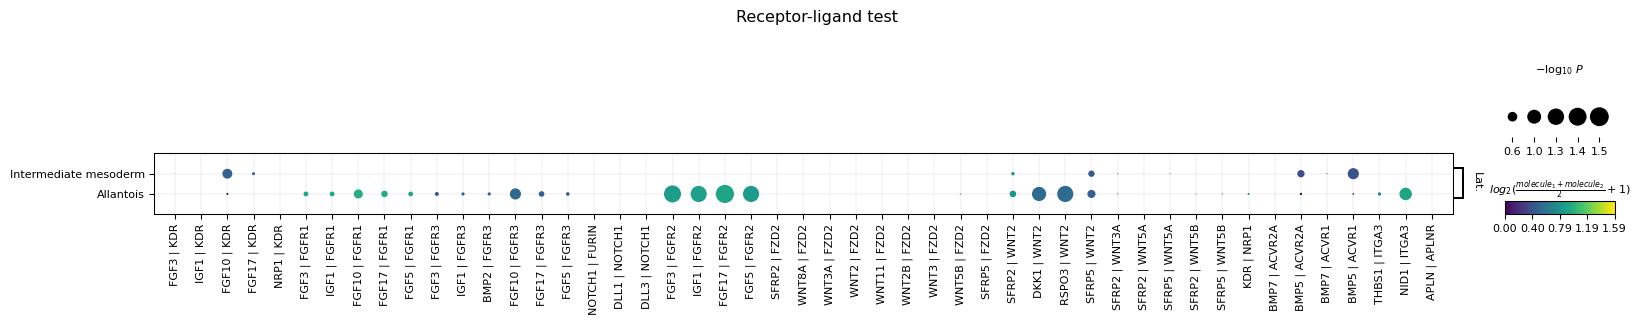 Receptor-ligand test
−log10 P
0.6 1.0 1.3 1.4 1.5
Intermediate mesoderm
Allantois
Lat.
log2((molecule1 + molecule2)/2 + 1)
0.00 0.40 0.79 1.19 1.59
FGF3 | KDR
IGF1 | KDR
FGF10 | KDR
FGF17 | KDR
NRP1 | KDR
FGF3 | FGFR1
IGF1 | FGFR1
FGF10 | FGFR1
FGF17 | FGFR1
FGF5 | FGFR1
FGF3 | FGFR3
IGF1 | FGFR3
BMP2 | FGFR3
FGF10 | FGFR3
FGF17 | FGFR3
FGF5 | FGFR3
NOTCH1 | FURIN
DLL1 | NOTCH1
DLL3 | NOTCH1
FGF3 | FGFR2
IGF1 | FGFR2
FGF17 | FGFR2
FGF5 | FGFR2
SFRP2 | FZD2
WNT8A | FZD2
WNT3A | FZD2
WNT2 | FZD2
WNT11 | FZD2
WNT2B | FZD2
WNT3 | FZD2
WNT5B | FZD2
SFRP5 | FZD2
SFRP2 | WNT2
DKK1 | WNT2
RSPO3 | WNT2
SFRP5 | WNT2
SFRP2 | WNT3A
SFRP2 | WNT5A
SFRP5 | WNT5A
SFRP2 | WNT5B
SFRP5 | WNT5B
KDR | NRP1
BMP7 | ACVR2A
BMP5 | ACVR2A
BMP7 | ACVR1
BMP5 | ACVR1
THBS1 | ITGA3
NID1 | ITGA3
APLN | APLNR